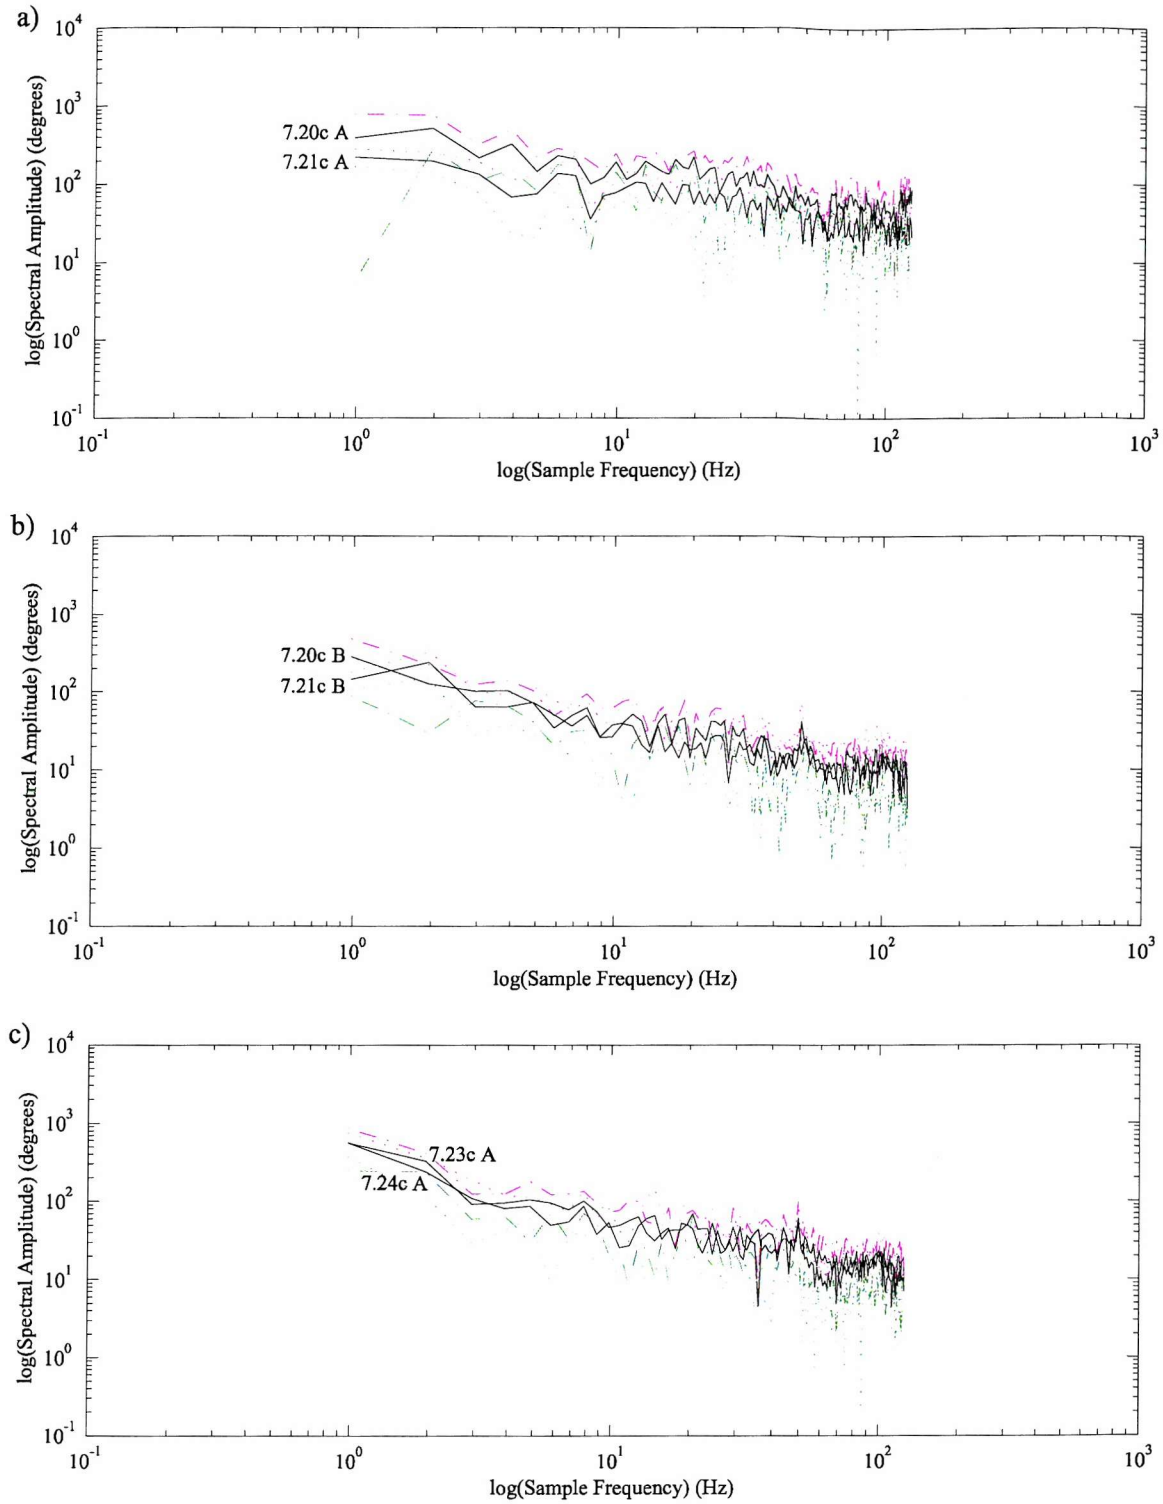 a)
10^4
10^3
7.20c A
7.21c A
10^2
10^1
10^0
10^-1
log(Spectral Amplitude) (degrees)
10^-1 10^0 10^1 10^2 10^3
log(Sample Frequency) (Hz)
b)
10^4
10^3
7.20c B
7.21c B
10^2
10^1
10^0
10^-1
log(Spectral Amplitude) (degrees)
10^-1 10^0 10^1 10^2 10^3
log(Sample Frequency) (Hz)
c)
10^4
10^3
7.23c A
7.24c A
10^2
10^1
10^0
10^-1
log(Spectral Amplitude) (degrees)
10^-1 10^0 10^1 10^2 10^3
log(Sample Frequency) (Hz)